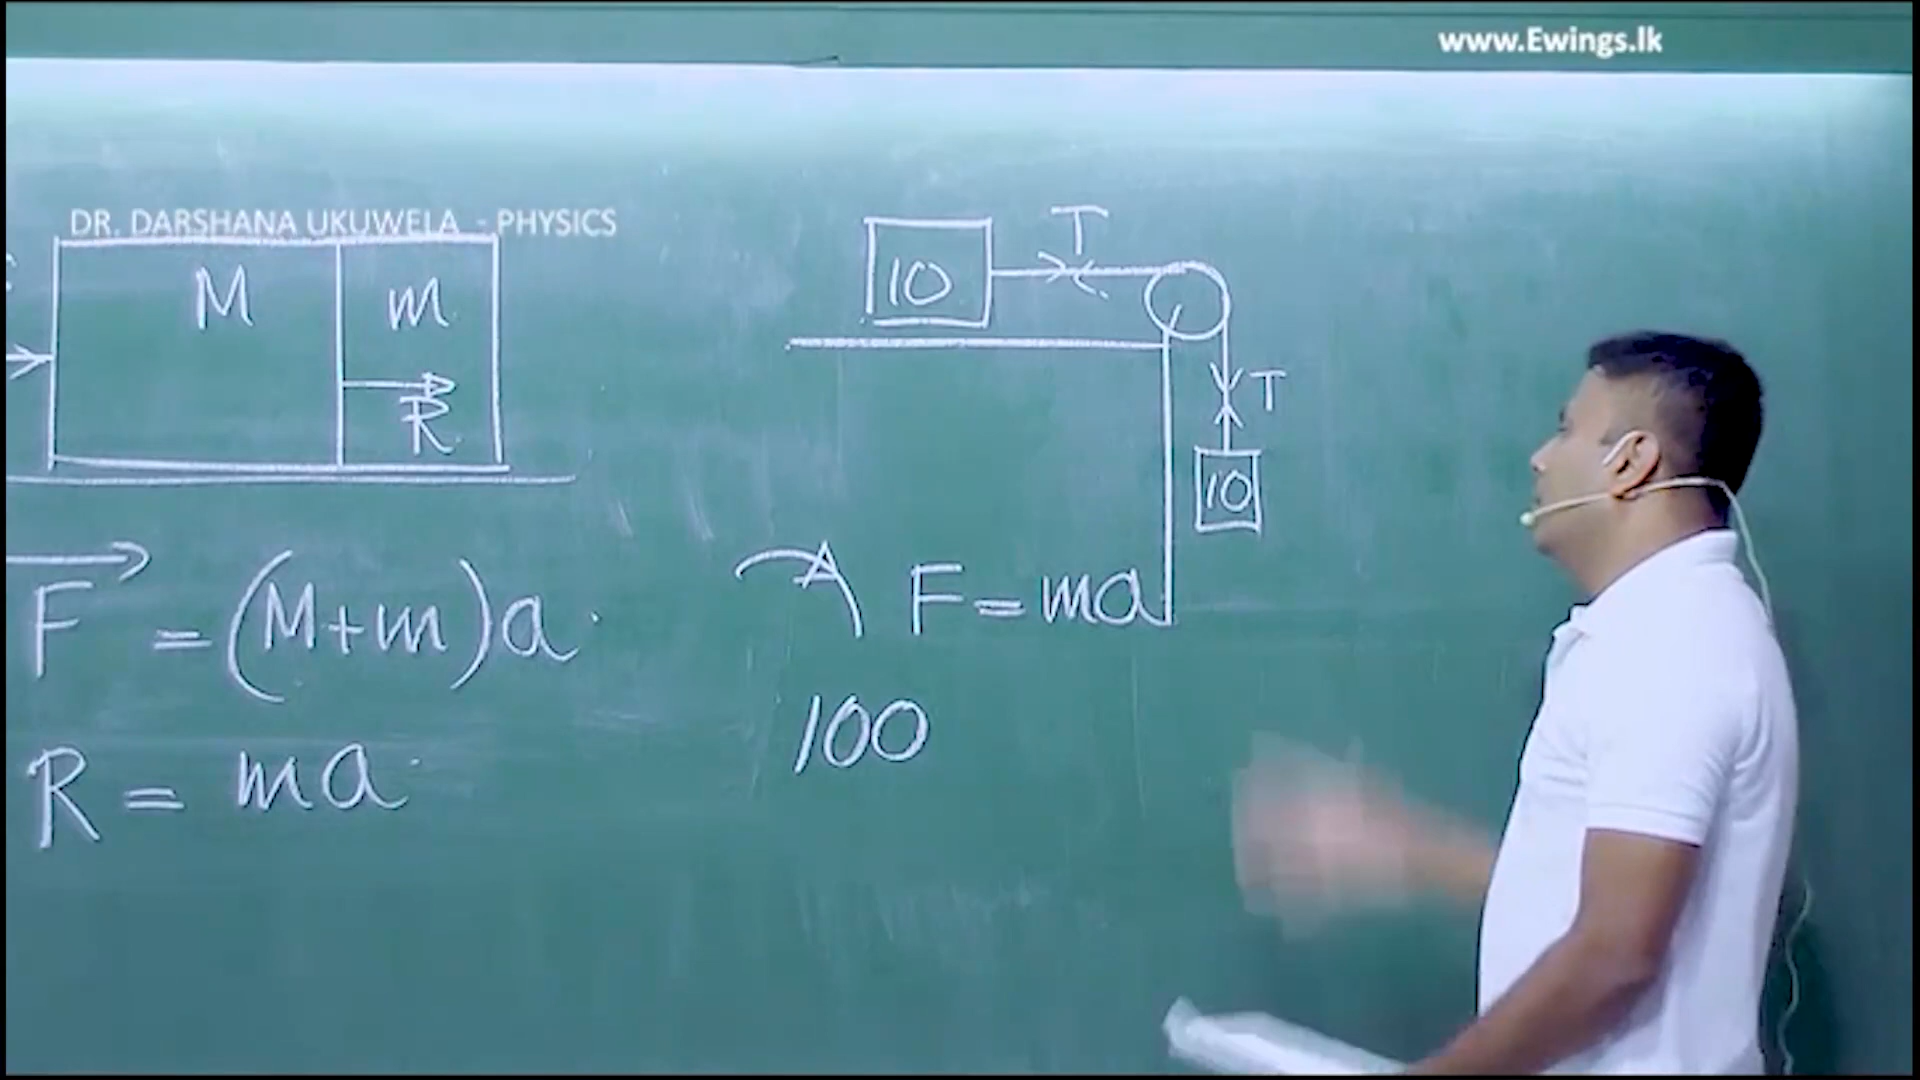 www.Ewings.lk
DR. DARSHANA UKUWELA - PHYSICS
M
m
R
F = (M+m)a
R = ma
10
T
T
10
F = ma
100